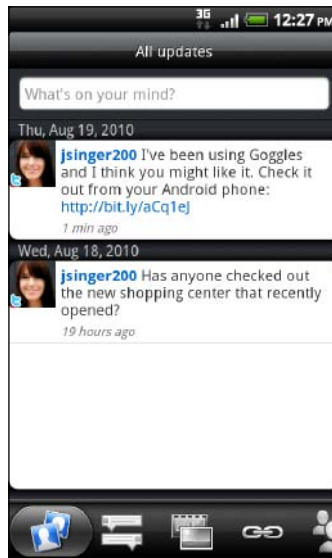 3G 12:27 PM
All updates
What's on your mind?
Thu, Aug 19, 2010
jsinger200 I've been using Goggles
and I think you might like it. Check it
out from your Android phone:
http://bit.ly/aCq1eJ
1 min ago
Wed, Aug 18, 2010
jsinger200 Has anyone checked out
the new shopping center that recently
opened?
19 hours ago